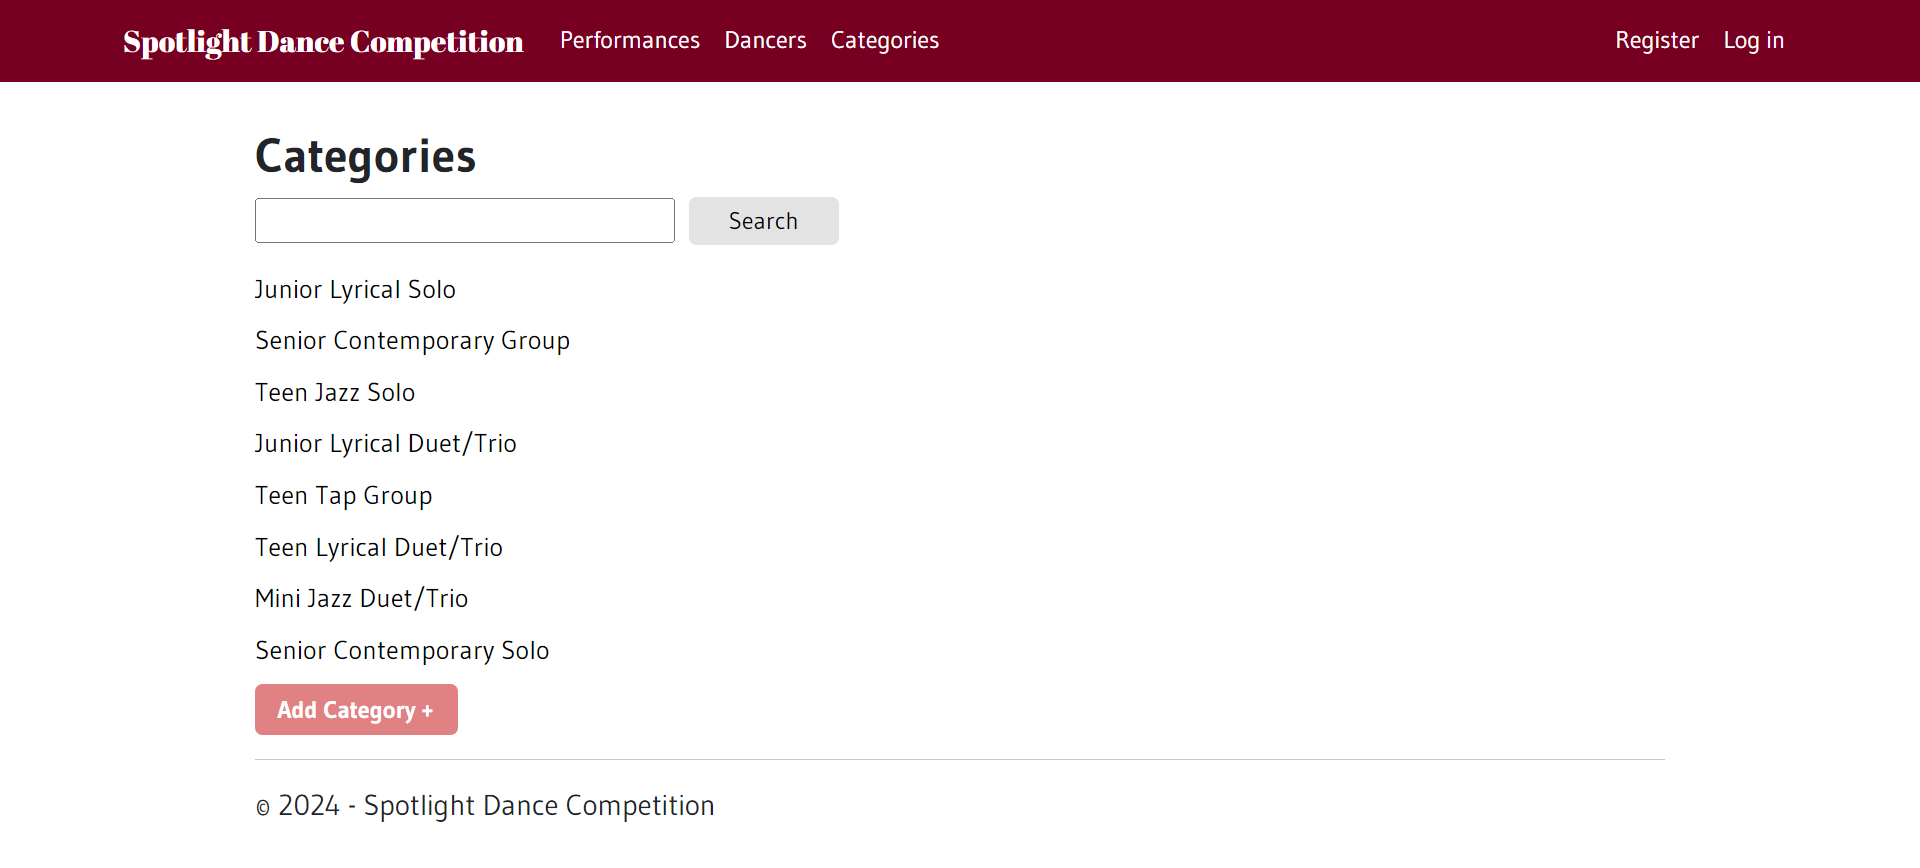 Spotlight Dance Competition Performances Dancers Categories Register Log in
Categories
Search
Junior Lyrical Solo
Senior Contemporary Group
Teen Jazz Solo
Junior Lyrical Duet/Trio
Teen Tap Group
Teen Lyrical Duet/Trio
Mini Jazz Duet/Trio
Senior Contemporary Solo
Add Category +
© 2024 - Spotlight Dance Competition